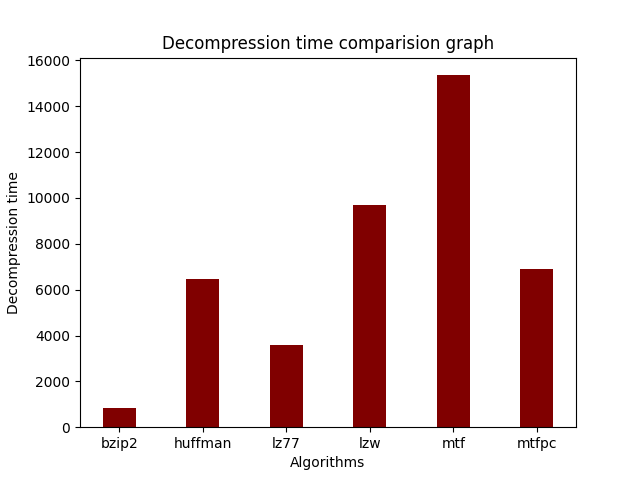 Decompression time comparision graph
16000
14000
12000
10000
8000
6000
4000
2000
0
Decompression time
bzip2 huffman lz77 lzw mtf mtfpc
Algorithms